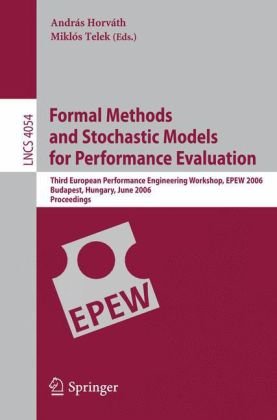 András Horváth
Miklós Telek (Eds.)
LNCS 4054
Formal Methods
and Stochastic Models
for Performance Evaluation
Third European Performance Engineering Workshop, EPEW 2006
Budapest, Hungary, June 2006
Proceedings
EPEW
Springer